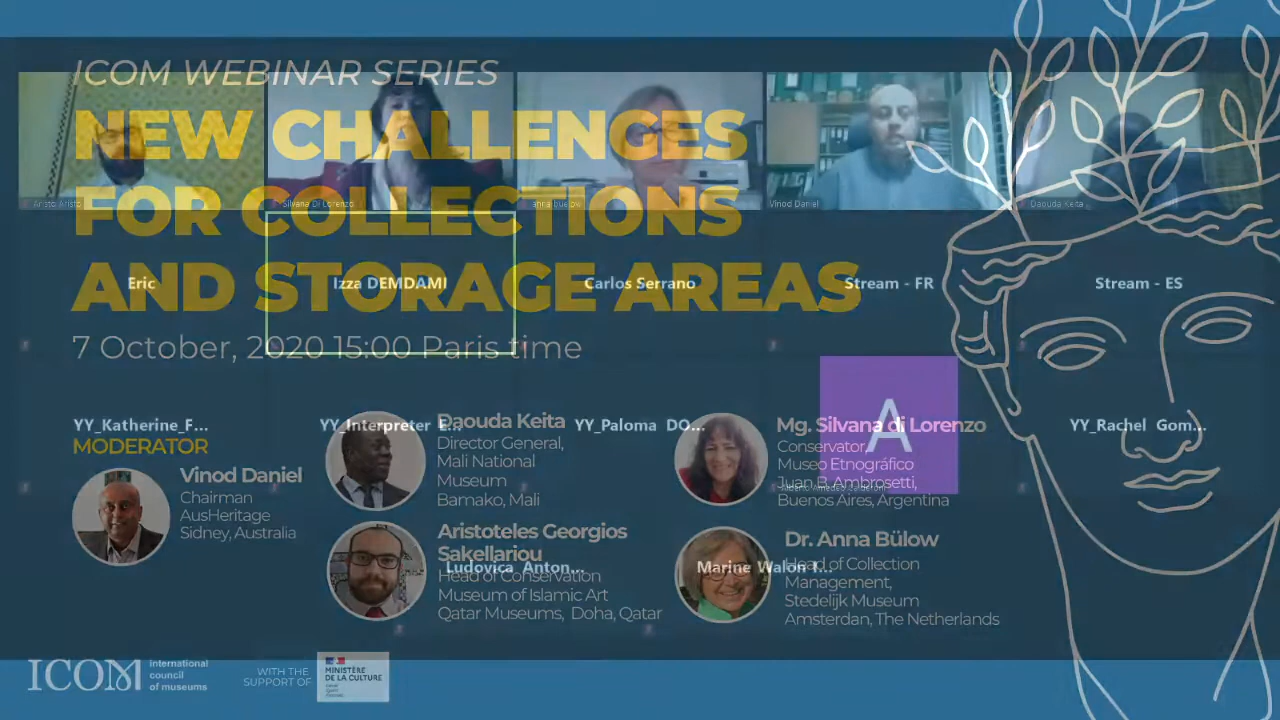 ICOM WEBINAR SERIES
NEW CHALLENGES
FOR COLLECTIONS
AND STORAGE AREAS
7 October, 2020 15:00 Paris time
Aristo Aristo
Silvana Di Lorenzo
anna buelow
Vinod Daniel
Daouda Keita
Eric
Izza DEMDAMI
Carlos Serrano
Stream - FR
Stream - ES
YY_Katherine_F...
YY_Interpreter E...
YY_Paloma DO...
A
YY_Rachel Gom...
Ludovica Anton...
Marine Walon
MODERATOR
Vinod Daniel
Chairman
AusHeritage
Sidney, Australia
Daouda Keita
Director General,
Mali National
Museum
Bamako, Mali
Mg. Silvana di Lorenzo
Conservator,
Museo Etnográfico
Juan B. Ambrosetti,
Buenos Aires, Argentina
Aristoteles Georgios
Sakellariou
Head of Conservation
Museum of Islamic Art
Qatar Museums, Doha, Qatar
Dr. Anna Bülow
Head of Collection
Management,
Stedelijk Museum
Amsterdan, The Netherlands
ICOM
international
council
of museums
WITH THE
SUPPORT OF
MINISTÈRE
DE LA CULTURE